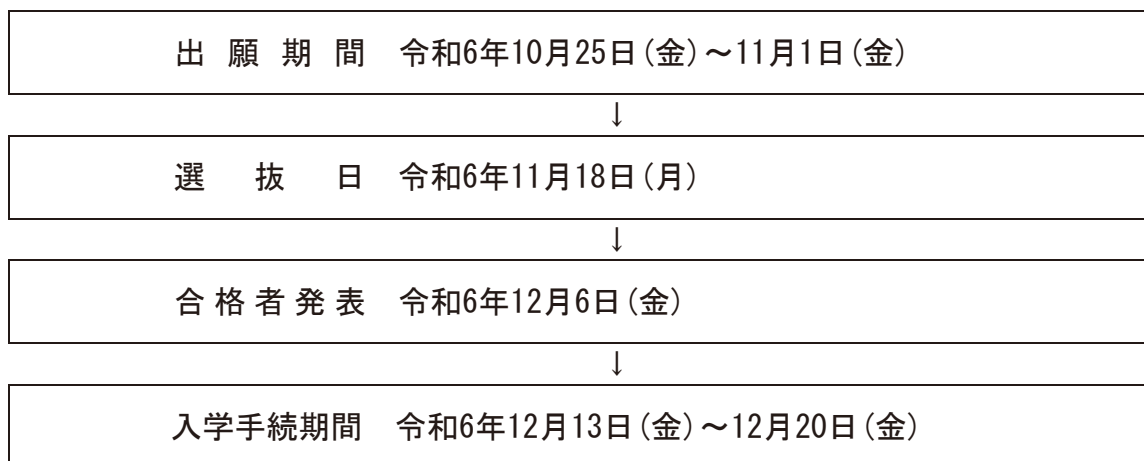 出願期間　令和6年10月25日(金)～11月1日(金)
↓
選抜日　令和6年11月18日(月)
↓
合格者発表　令和6年12月6日(金)
↓
入学手続期間　令和6年12月13日(金)～12月20日(金)